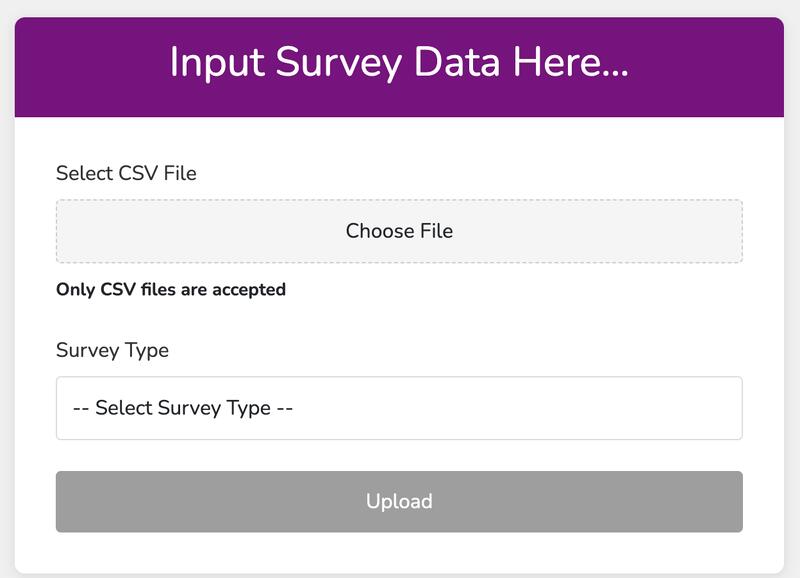 Input Survey Data Here...
Select CSV File
Choose File
Only CSV files are accepted
Survey Type
-- Select Survey Type --
Upload